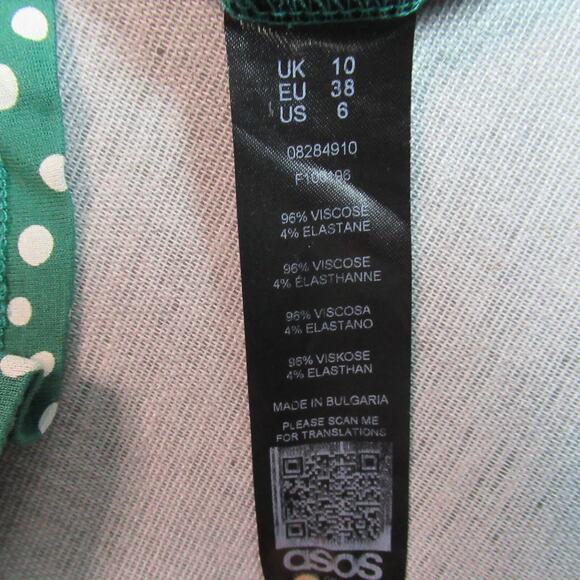 UK 10
EU 38
US 6
08284910
96% VISCOSE
4% ELASTANE
96% VISCOSE
4% ÉLASTHANNE
96% VISCOSA
4% ELASTANO
96% VISKOSE
4% ELASTHAN
MADE IN BULGARIA
PLEASE SCAN ME
FOR TRANSLATIONS
asos